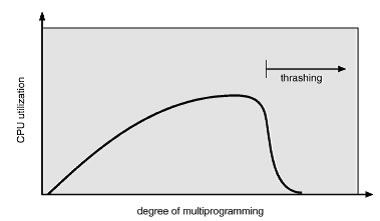 thrashing
CPU utilization
degree of multiprogramming